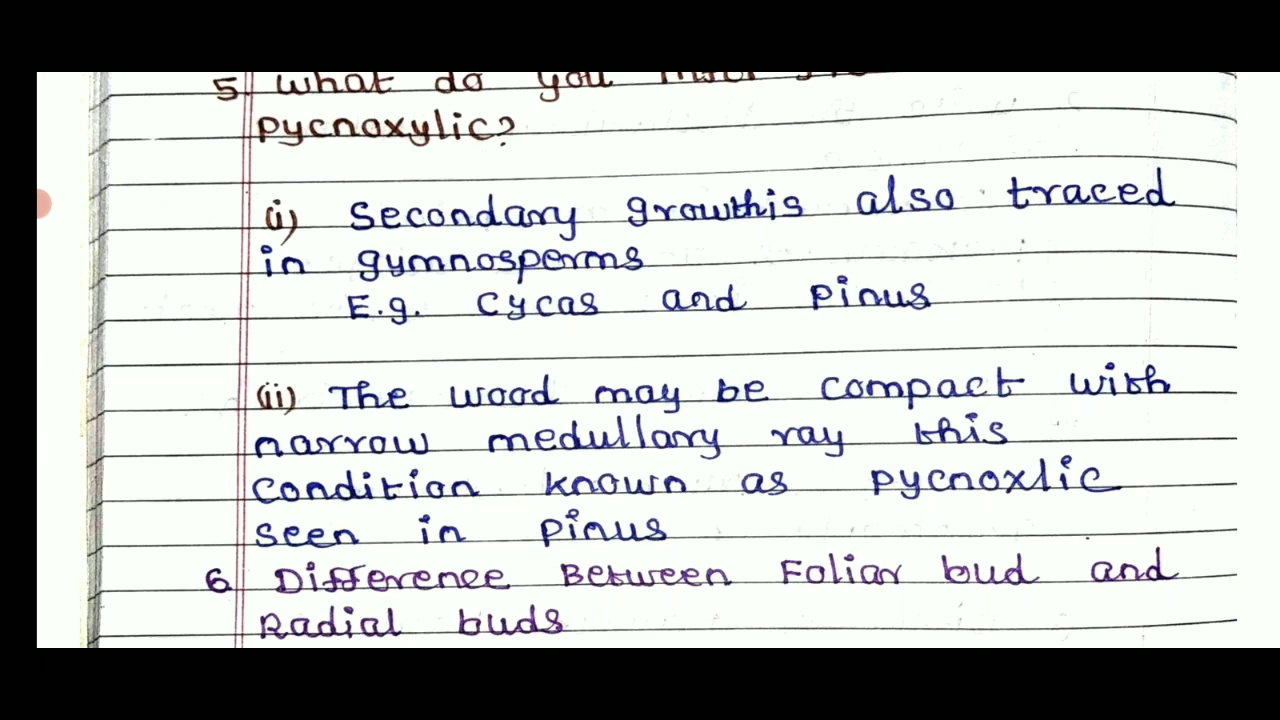 5. What do you
Pycnoxylic?
(i) Secondary growthis also traced
in gymnosperms
E.g. Cycas and Pinus
(ii) The wood may be compact with
narrow medullary ray this
condition known as pycnoxlic
seen in pinus
6. Difference Between Foliar bud and
Radial buds